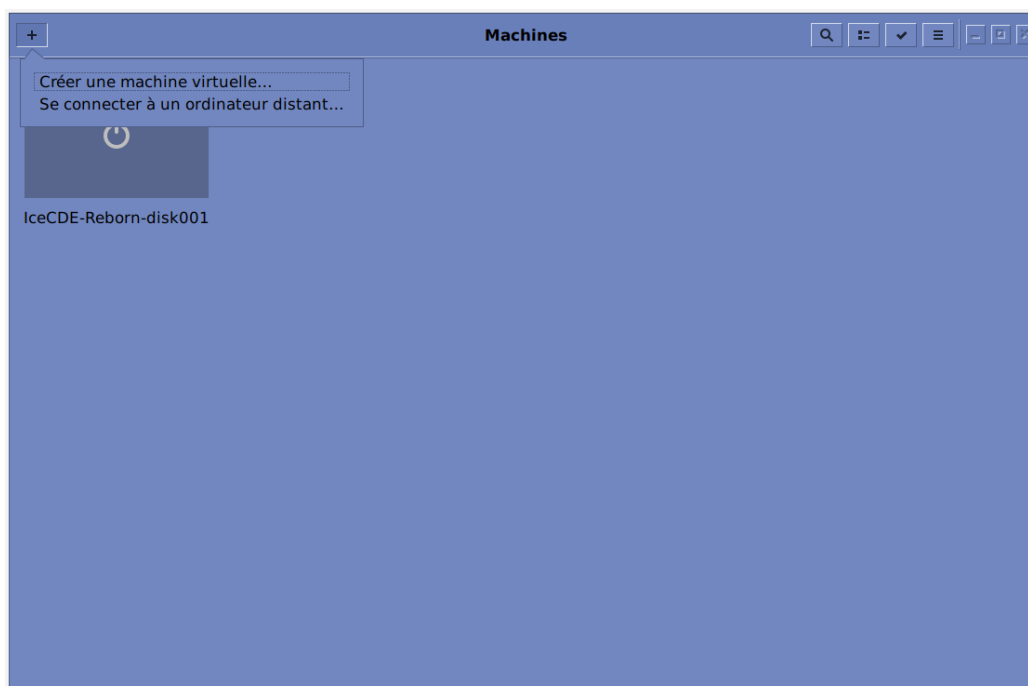 Machines
Créer une machine virtuelle...
Se connecter à un ordinateur distant...
IceCDE-Reborn-disk001